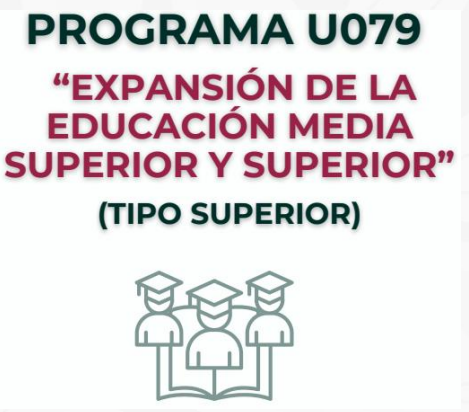 PROGRAMA U079
“EXPANSIÓN DE LA
EDUCACIÓN MEDIA
SUPERIOR Y SUPERIOR”
(TIPO SUPERIOR)